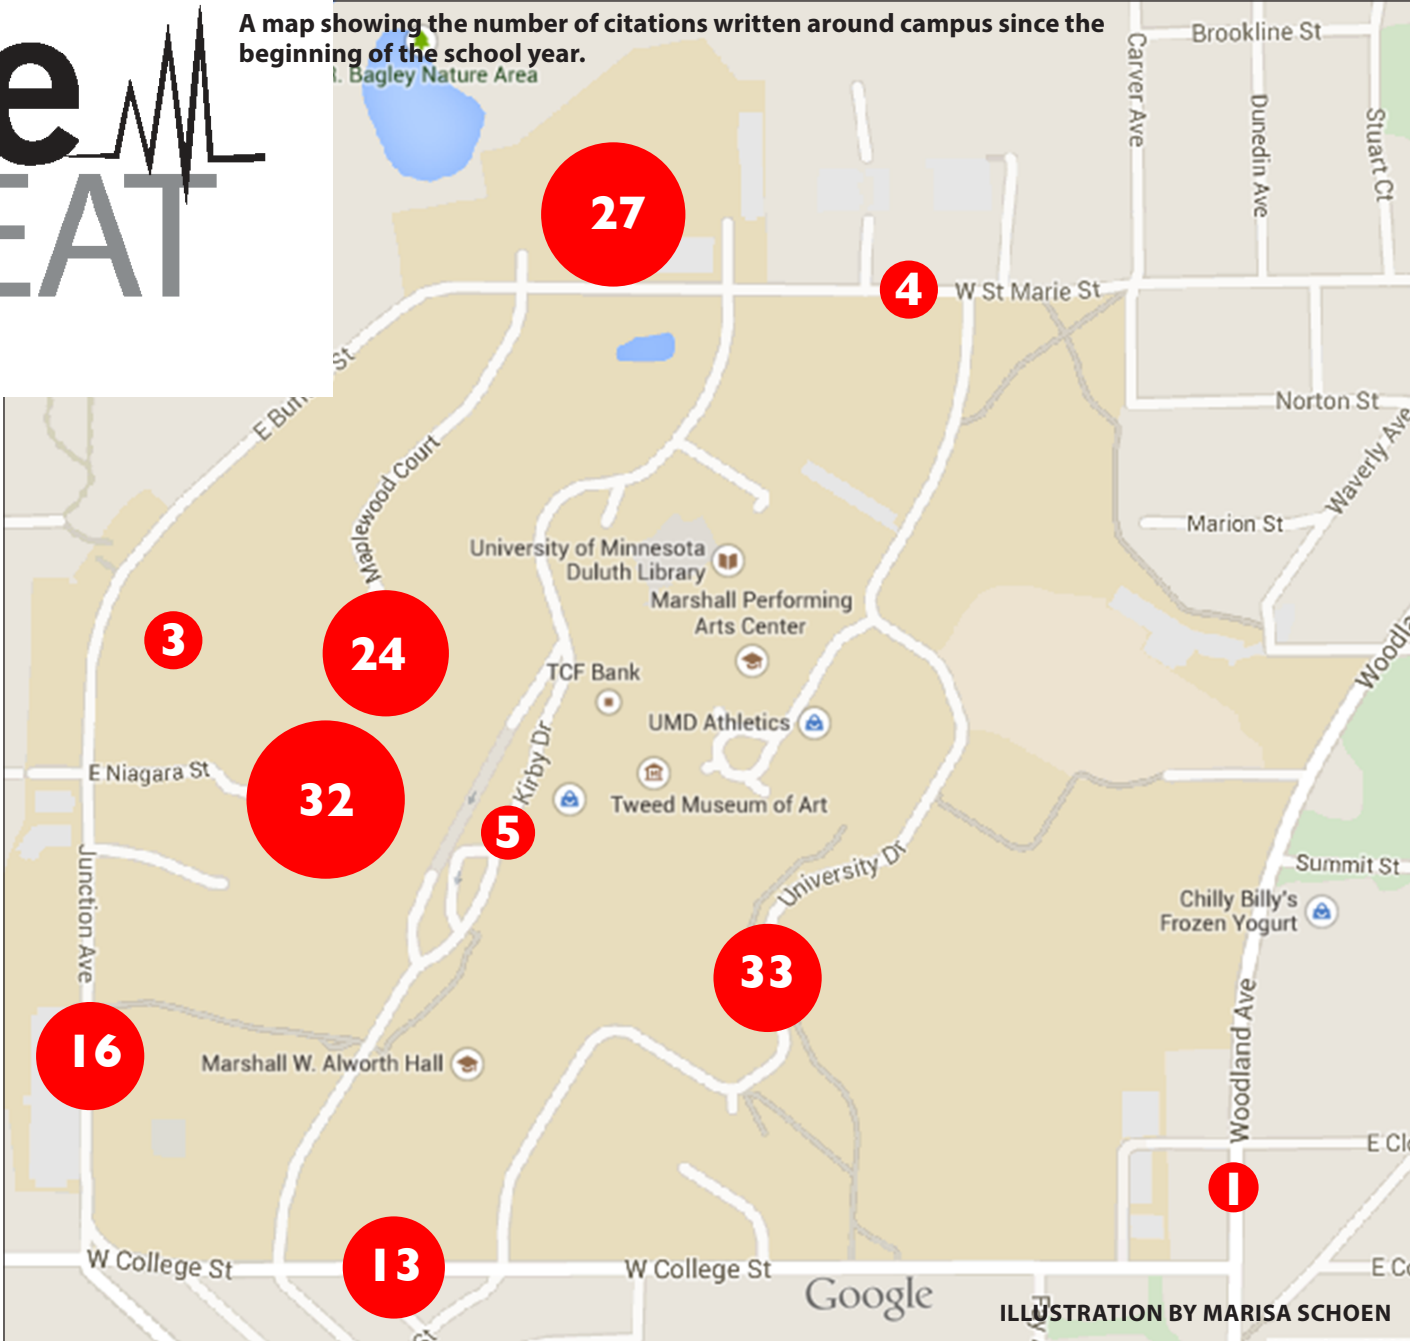 e
EAT
A map showing the number of citations written around campus since the
beginning of the school year.
. Bagley Nature Area
Brookline St
Carver Ave
Dunedin Ave
Stuart Ct
27
4
W St Marie St
St
E Buf
Norton St
Waverly Ave
Marion St
Maplewood Court
University of Minnesota
Duluth Library
Marshall Performing
Arts Center
3
24
TCF Bank
UMD Athletics
Woodla
E Niagara St
32
Kirby Dr
Tweed Museum of Art
5
Junction Ave
University Dr
Summit St
Chilly Billy's
Frozen Yogurt
33
16
Marshall W. Alworth Hall
Woodland Ave
E Cl
1
W College St
13
W College St
Google
E Co
ILLUSTRATION BY MARISA SCHOEN